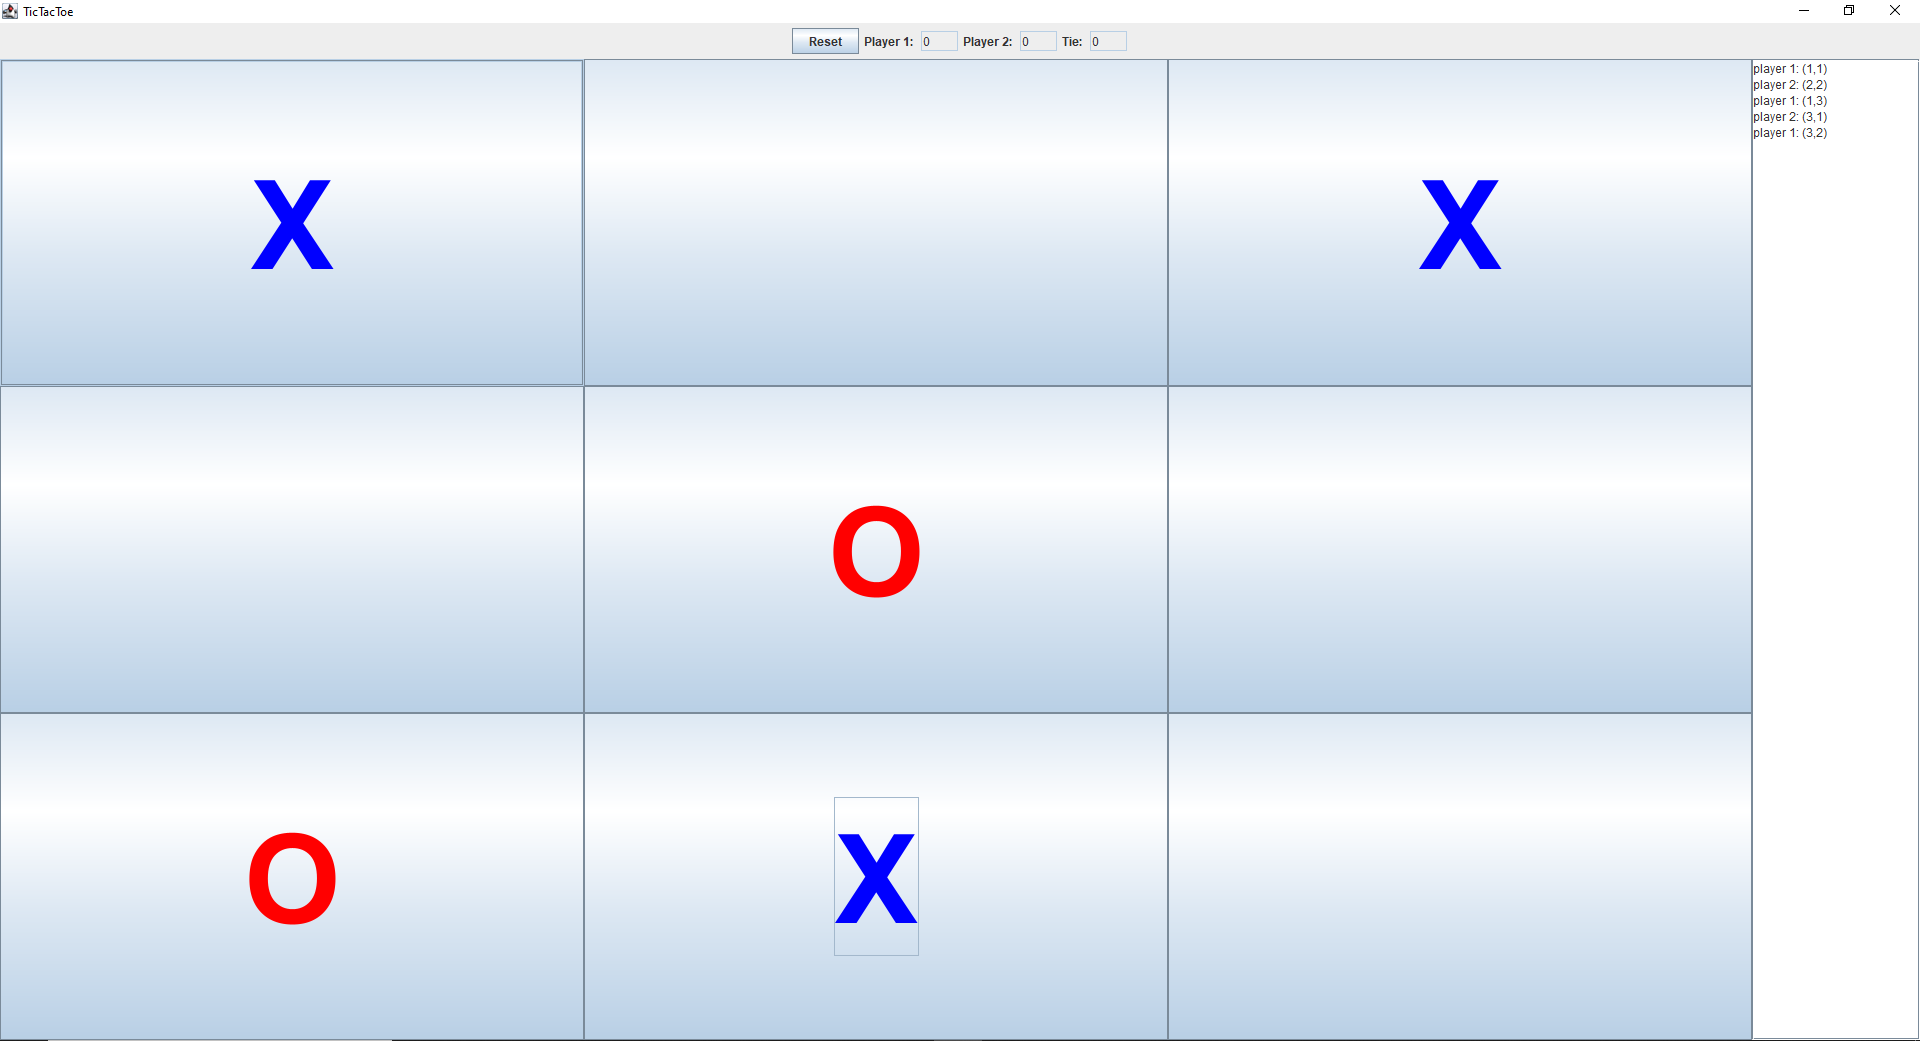 TicTacToe
Reset Player 1: 0 Player 2: 0 Tie: 0
X X
O
O X
player 1: (1,1)
player 2: (2,2)
player 1: (1,3)
player 2: (3,1)
player 1: (3,2)